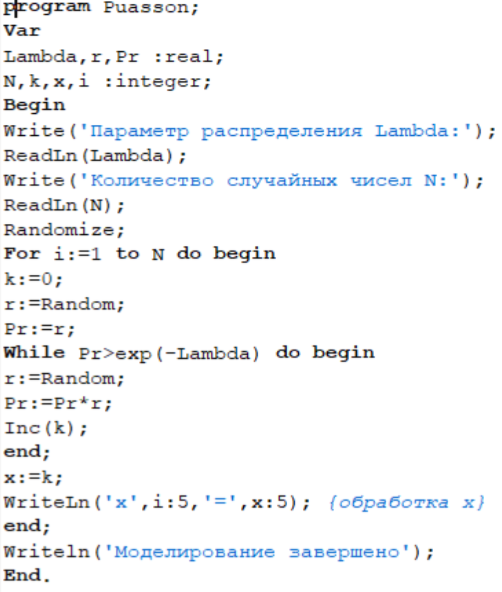 program Puasson;
Var
Lambda,r,Pr :real;
N,k,x,i :integer;
Begin
Write('Параметр распределения Lambda:');
ReadLn(Lambda);
Write('Количество случайных чисел N:');
ReadLn(N);
Randomize;
For i:=1 to N do begin
k:=0;
r:=Random;
Pr:=r;
While Pr>exp(-Lambda) do begin
r:=Random;
Pr:=Pr*r;
Inc(k);
end;
x:=k;
WriteLn('x',i:5,'=',x:5); {обработка x}
end;
Writeln('Моделирование завершено');
End.